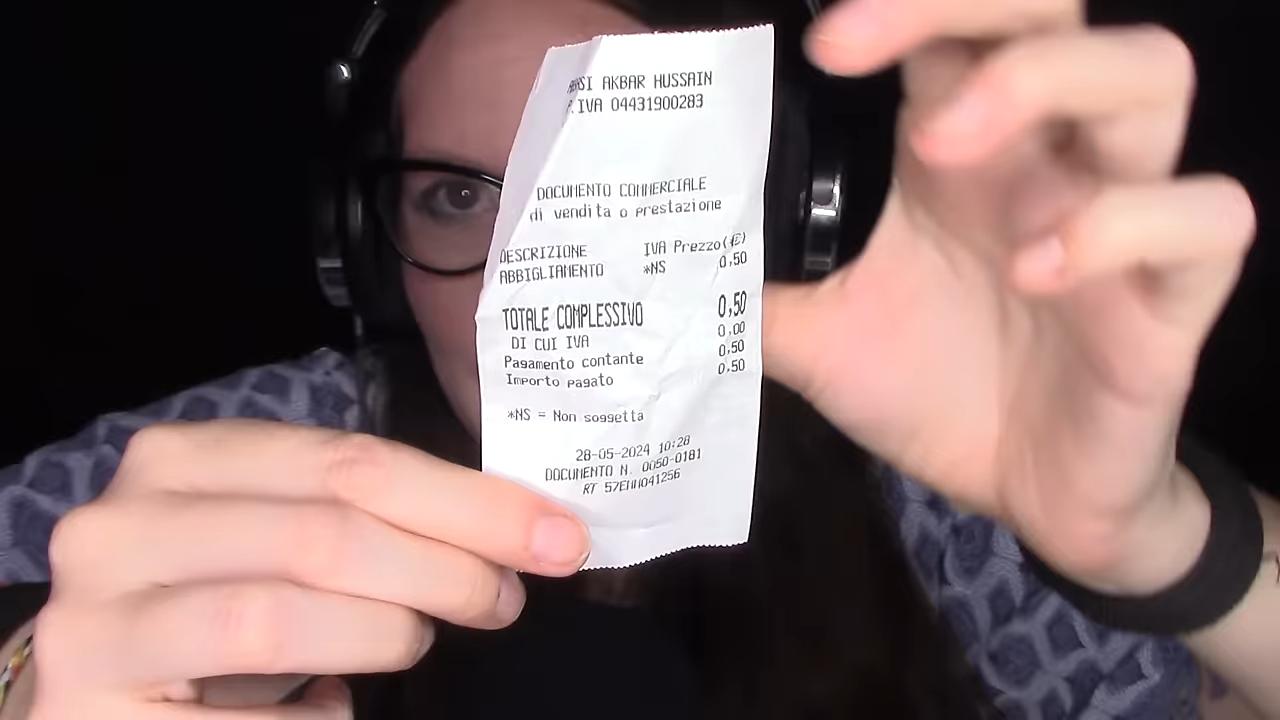 AKBAR HUSSAIN
P.IVA 04431900283
DOCUMENTO COMMERCIALE
di vendita o prestazione
DESCRIZIONE IVA Prezzo(€)
ABBIGLIAMENTO *NS 0,50
TOTALE COMPLESSIVO 0,50
DI CUI IVA 0,00
Pagamento contante 0,50
Importo pagato 0,50
*NS = Non soggetta
28-05-2024 10:28
DOCUMENTO N. 0050-0181
RT